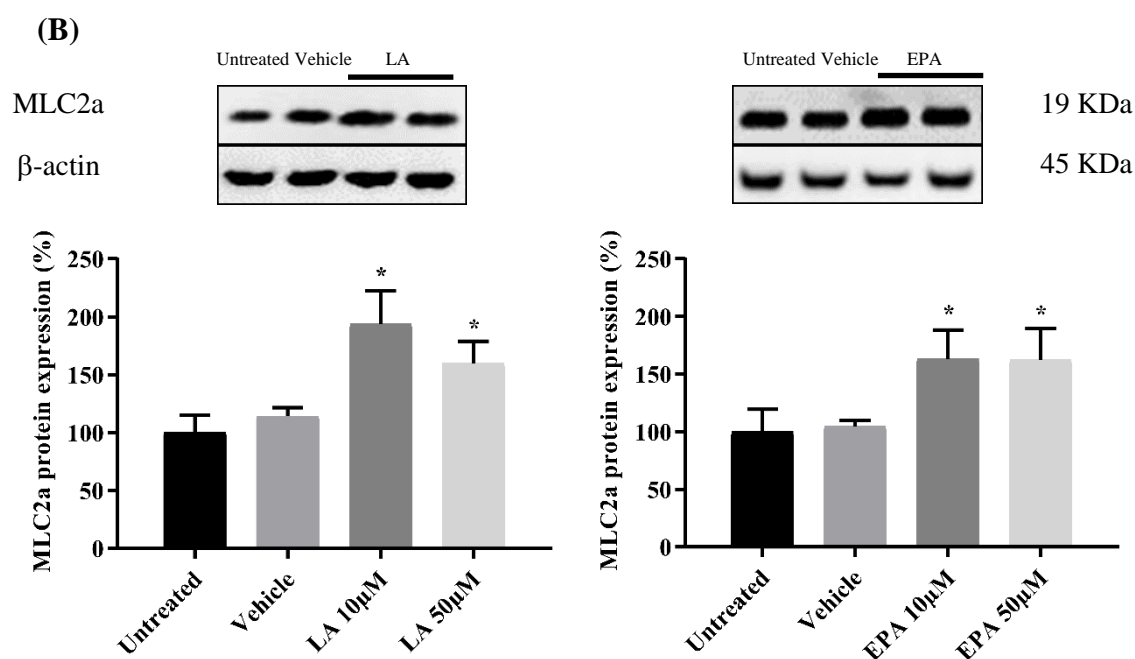 (B)
Untreated Vehicle LA
Untreated Vehicle EPA
MLC2a
19 KDa
β-actin
45 KDa
MLC2a protein expression (%)
250
200
150
100
50
0
*
*
Untreated
Vehicle
LA 10µM
LA 50µM
MLC2a protein expression (%)
250
200
150
100
50
0
*
*
Untreated
Vehicle
EPA 10µM
EPA 50µM